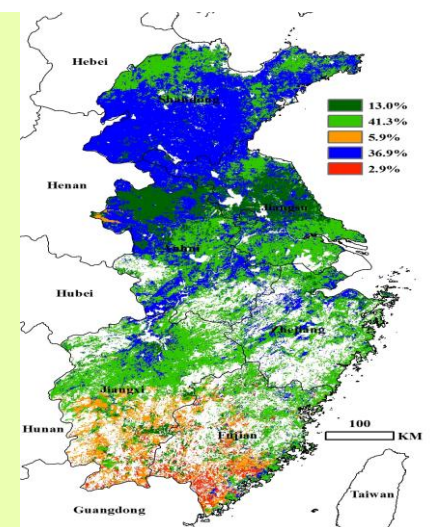 Hebei
Shandong
13.0%
41.3%
5.9%
36.9%
2.9%
Henan
Jiangsu
Anhui
Hubei
Zhejiang
Jiangxi
Hunan
Fujian
100
KM
Taiwan
Guangdong